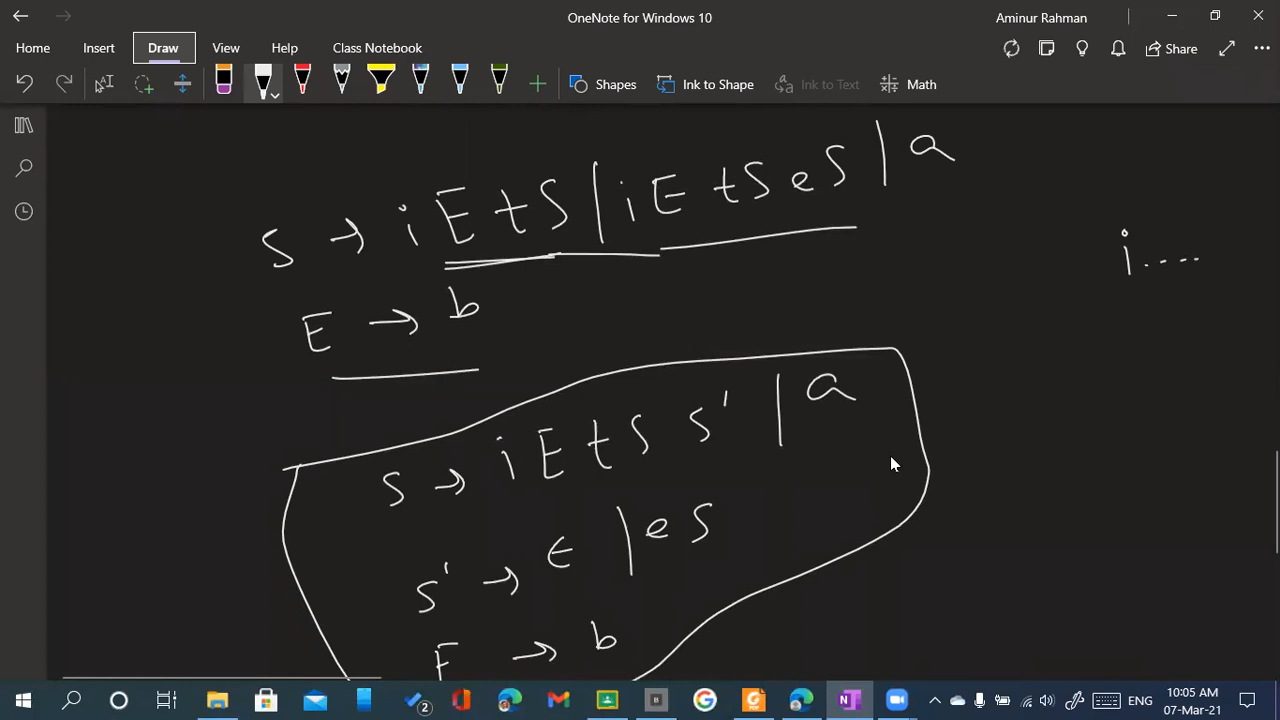 OneNote for Windows 10
Aminur Rahman
Home Insert Draw View Help Class Notebook
Share
Shapes Ink to Shape Ink to Text Math
S → iEtS | iEtSeS | a
i....
E → b
S → iEtSS' | a
S' → ϵ | eS
E → b
2
ENG
10:05 AM
07-Mar-21